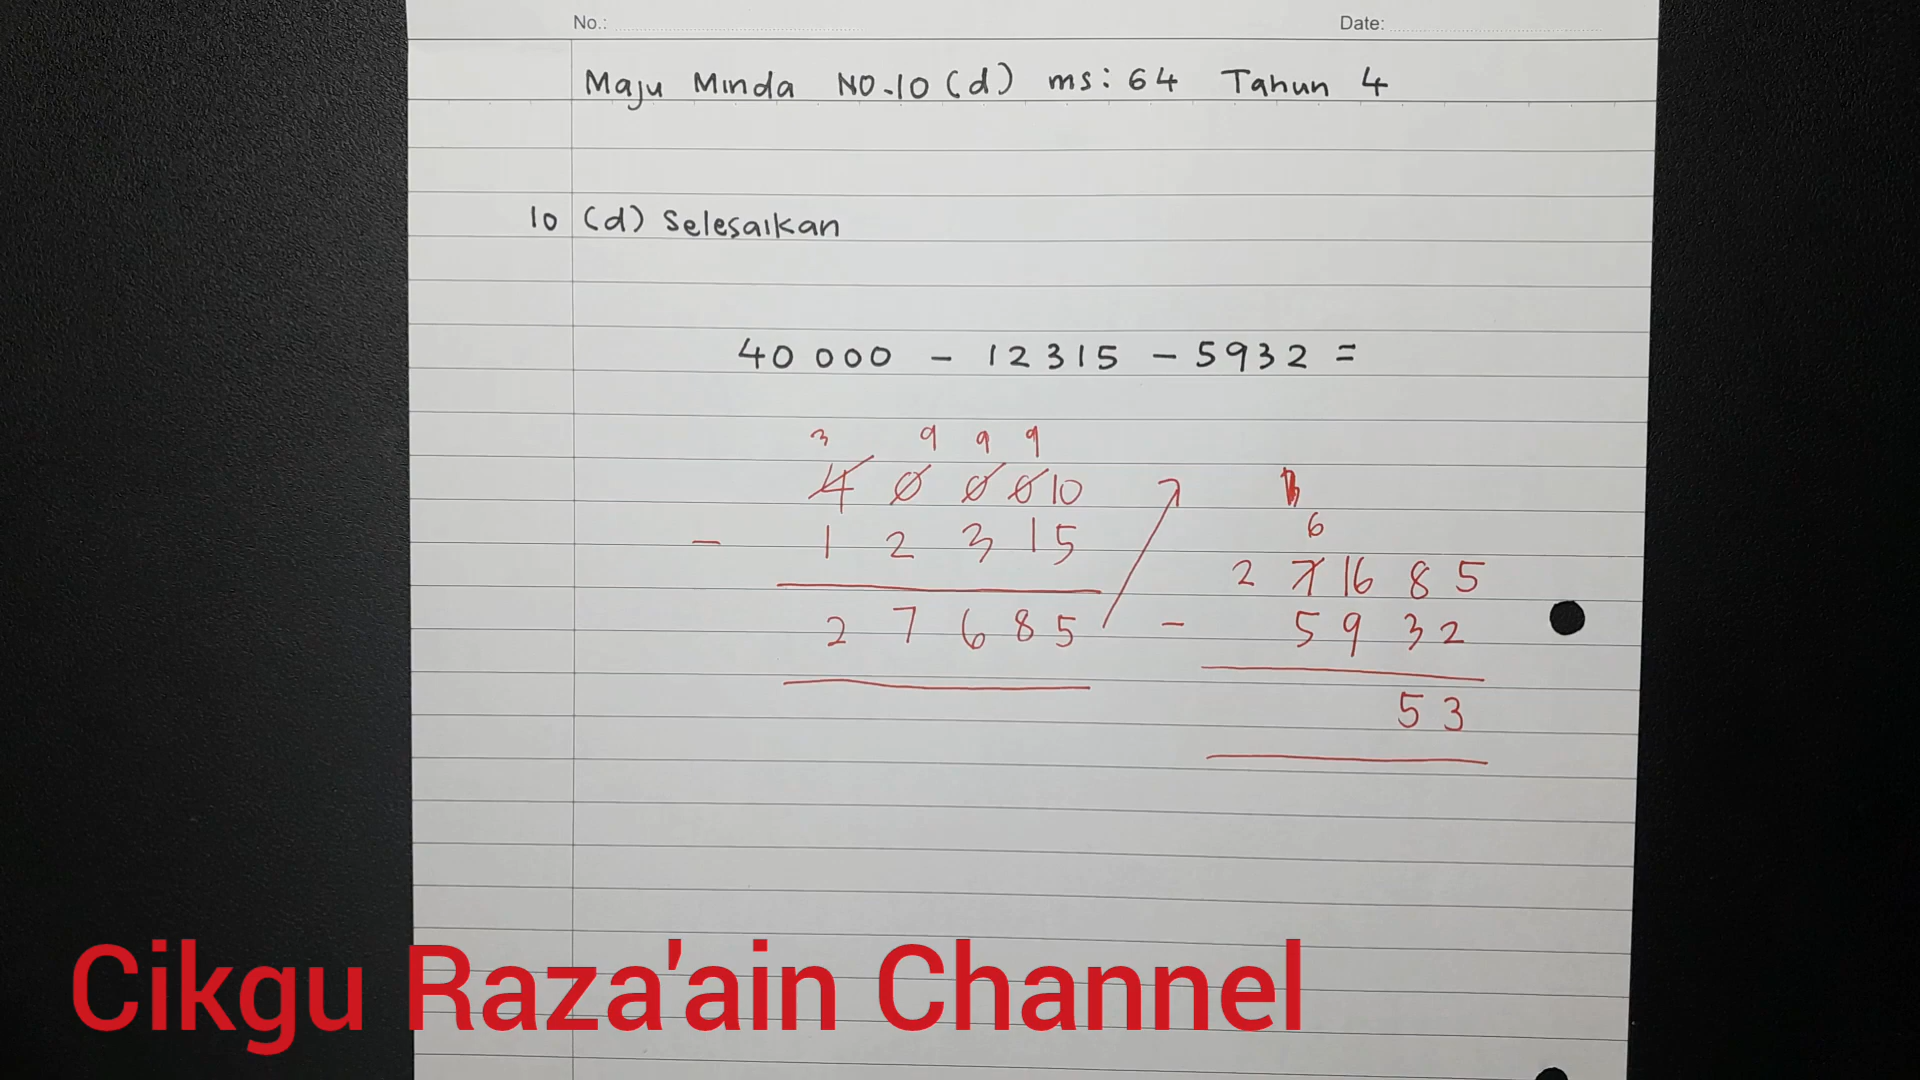 No.: Date:
Maju Minda NO.10 (d) ms: 64 Tahun 4
10 (d) Selesaikan
40 000 - 12315 - 5932 =
3 9 9 9
4 0 0 0 10
- 1 2 3 1 5
2 7 6 8 5
6
2 7 16 8 5
- 5 9 3 2
5 3
Cikgu Raza'ain Channel